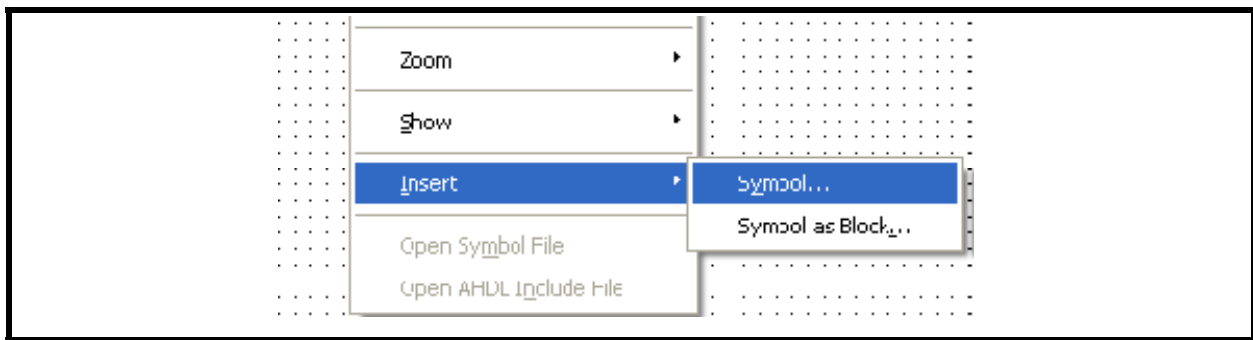 Zoom
Show
Insert
Symbol...
Symbol as Block...
Open Symbol File
Open AHDL Include File